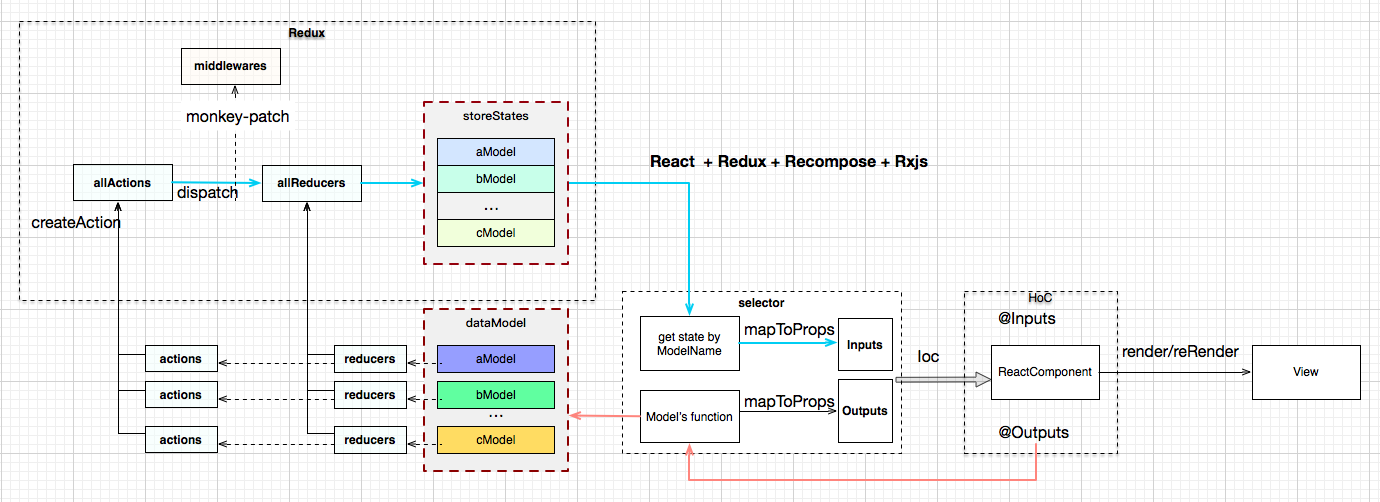 Redux
middlewares
monkey-patch
storeStates
aModel
bModel
...
cModel
allActions
dispatch
allReducers
createAction
React + Redux + Recompose + Rxjs
dataModel
aModel
bModel
...
cModel
actions
reducers
actions
reducers
actions
reducers
selector
get state by
ModelName
mapToProps
Inputs
Model's function
mapToProps
Outputs
Ioc
HoC
@Inputs
ReactComponent
@Outputs
render/reRender
View